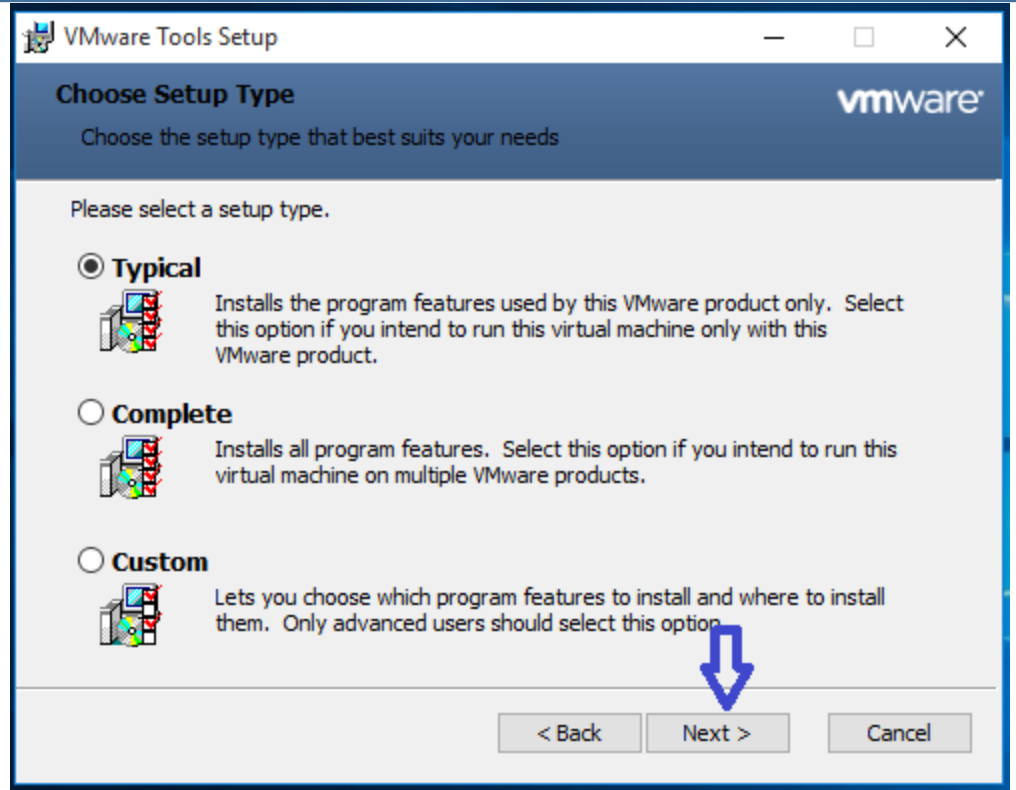 VMware Tools Setup
Choose Setup Type
vmware
Choose the setup type that best suits your needs
Please select a setup type.
Typical
Installs the program features used by this VMware product only. Select
this option if you intend to run this virtual machine only with this
VMware product.
Complete
Installs all program features. Select this option if you intend to run this
virtual machine on multiple VMware products.
Custom
Lets you choose which program features to install and where to install
them. Only advanced users should select this option
< Back
Next >
Cancel